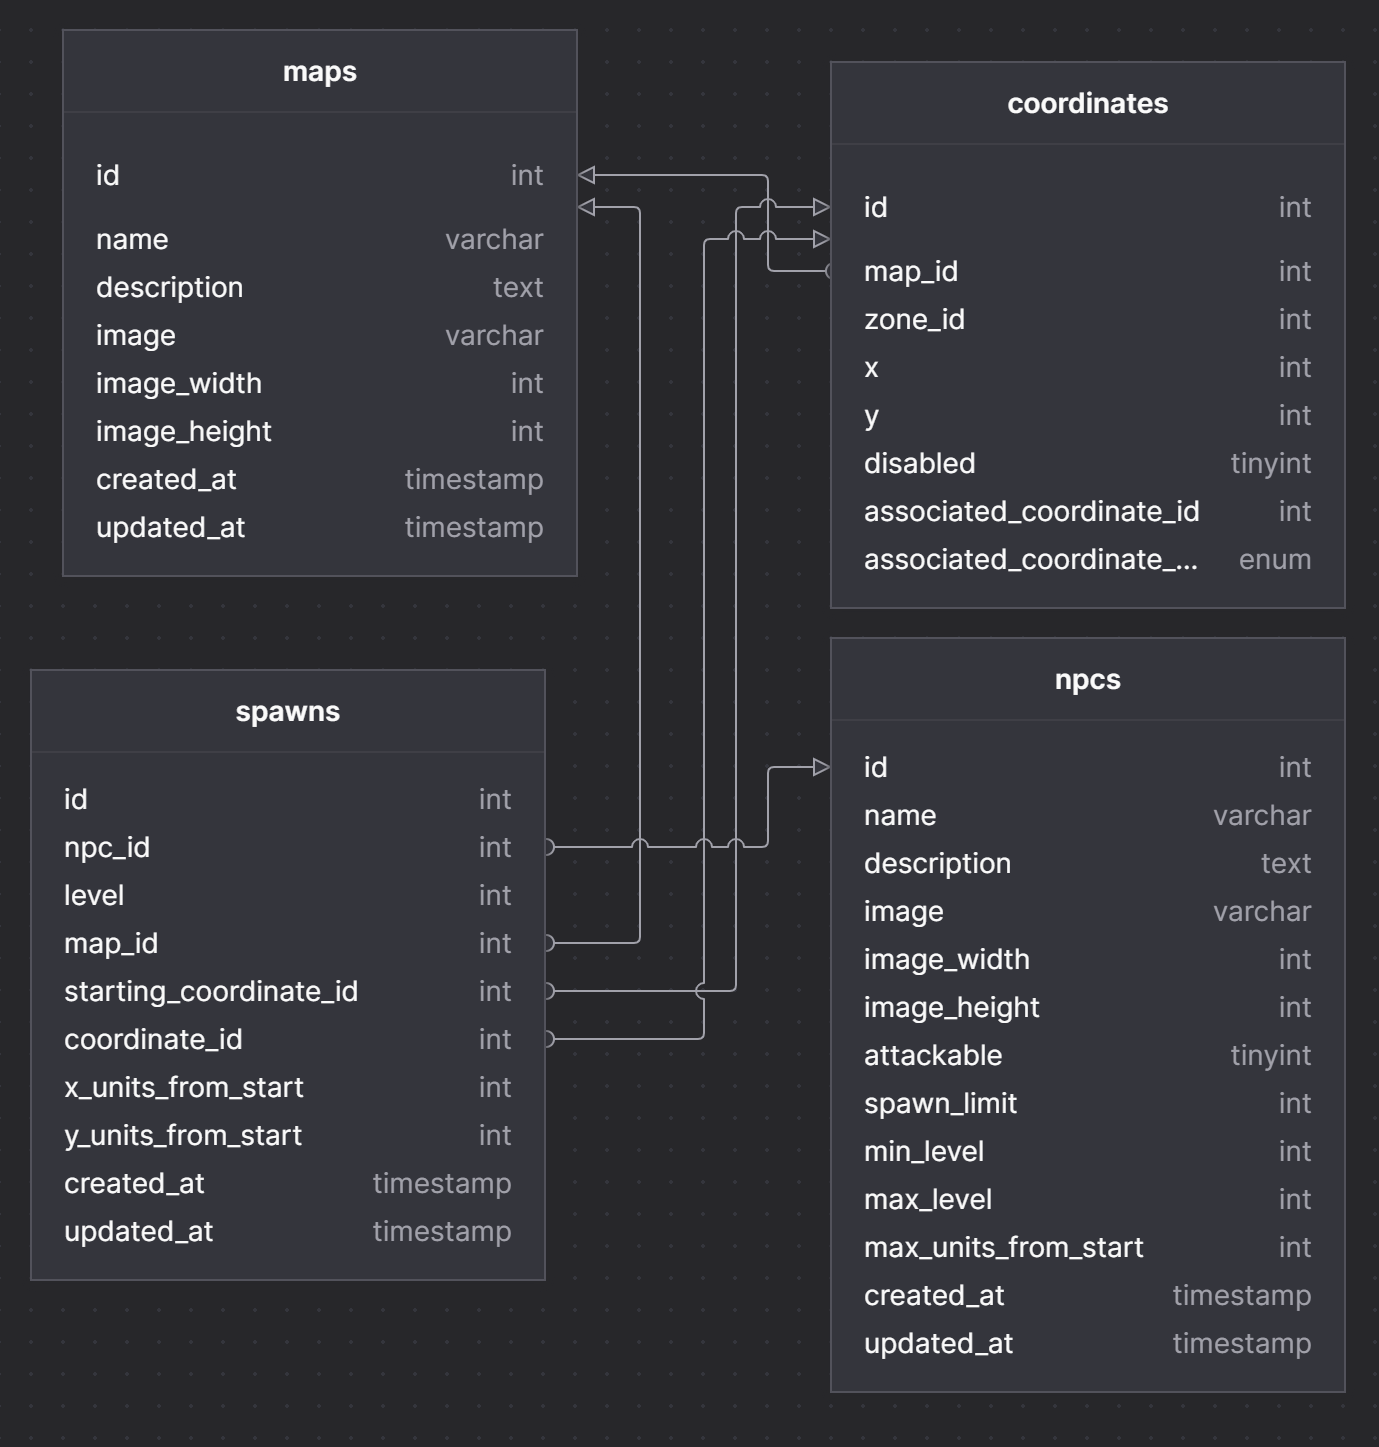 maps
id int
name varchar
description text
image varchar
image_width int
image_height int
created_at timestamp
updated_at timestamp
coordinates
id int
map_id int
zone_id int
x int
y int
disabled tinyint
associated_coordinate_id int
associated_coordinate_... enum
spawns
id int
npc_id int
level int
map_id int
starting_coordinate_id int
coordinate_id int
x_units_from_start int
y_units_from_start int
created_at timestamp
updated_at timestamp
npcs
id int
name varchar
description text
image varchar
image_width int
image_height int
attackable tinyint
spawn_limit int
min_level int
max_level int
max_units_from_start int
created_at timestamp
updated_at timestamp